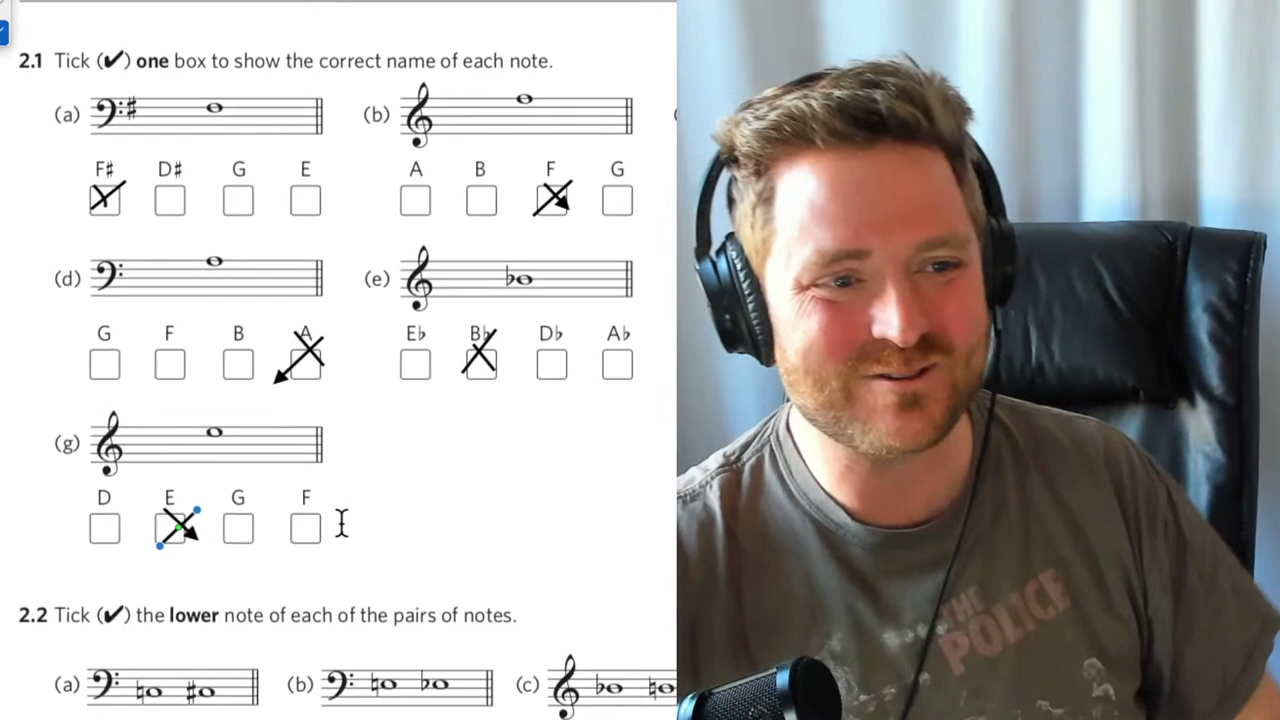 2.1 Tick (✔) one box to show the correct name of each note.
(a) (b)
F♯ D♯ G E A B F G
(d) (e)
G F B A E♭ B♭ D♭ A♭
(g)
D E G F
2.2 Tick (✔) the lower note of each of the pairs of notes.
(a) (b) (c)
THE
POLICE